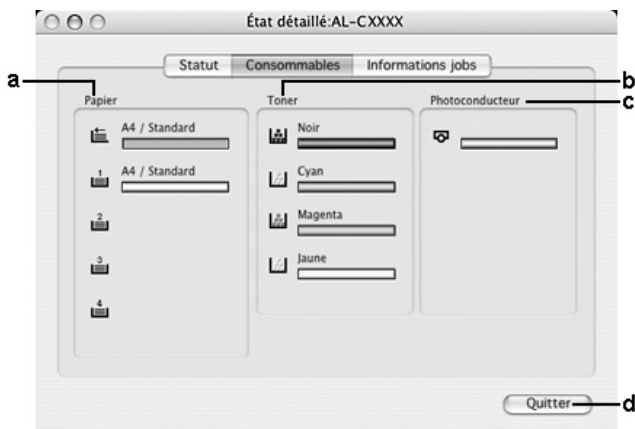 État détaillé:AL-CXXXX
Statut Consommables Informations jobs
a
b
c
Papier Toner Photoconducteur
A4 / Standard Noir
1 A4 / Standard Cyan
2 Magenta
3 Jaune
4
Quitter d